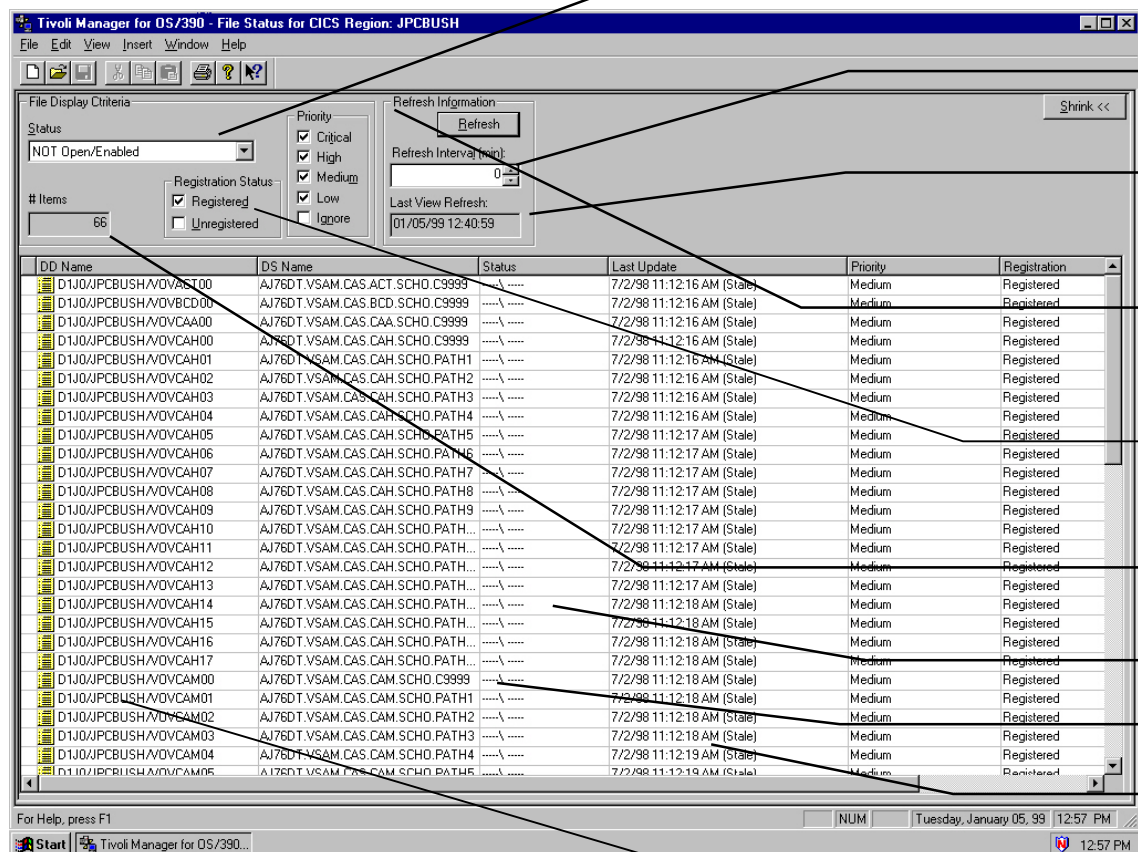 Tivoli Manager for OS/390 - File Status for CICS Region: JPCBUSH
File Edit View Insert Window Help
File Display Ctriteria
Status
NOT Open/Enabled
# Items
66
Registration Status
Registered
Unregistered
Priority
Critical
High
Medium
Low
Ignore
Refresh Information
Refresh
Refresh Interval (min):
0
Last View Refresh:
01/05/99 12:40:59
Shrink <<
DD Name DS Name Status Last Update Priority Registration
D1J0/JPCBUSH/VOVACT00 AJ76DT.VSAM.CAS.ACT.SCHO.C9999 -----\ ----- 7/2/98 11:12:16 AM (Stale) Medium Registered
D1J0/JPCBUSH/VOVBCD00 AJ76DT.VSAM.CAS.BCD.SCHO.C9999 -----\ ----- 7/2/98 11:12:16 AM (Stale) Medium Registered
D1J0/JPCBUSH/VOVCAA00 AJ76DT.VSAM.CAS.CAA.SCHO.C9999 -----\ ----- 7/2/98 11:12:16 AM (Stale) Medium Registered
D1J0/JPCBUSH/VOVCAH00 AJ76DT.VSAM.CAS.CAH.SCHO.C9999 -----\ ----- 7/2/98 11:12:16 AM (Stale) Medium Registered
D1J0/JPCBUSH/VOVCAH01 AJ76DT.VSAM.CAS.CAH.SCHO.PATH1 -----\ ----- 7/2/98 11:12:16 AM (Stale) Medium Registered
D1J0/JPCBUSH/VOVCAH02 AJ76DT.VSAM.CAS.CAH.SCHO.PATH2 -----\ ----- 7/2/98 11:12:16 AM (Stale) Medium Registered
D1J0/JPCBUSH/VOVCAH03 AJ76DT.VSAM.CAS.CAH.SCHO.PATH3 -----\ ----- 7/2/98 11:12:16 AM (Stale) Medium Registered
D1J0/JPCBUSH/VOVCAH04 AJ76DT.VSAM.CAS.CAH.SCHO.PATH4 -----\ ----- 7/2/98 11:12:16 AM (Stale) Medium Registered
D1J0/JPCBUSH/VOVCAH05 AJ76DT.VSAM.CAS.CAH.SCHO.PATH5 -----\ ----- 7/2/98 11:12:17 AM (Stale) Medium Registered
D1J0/JPCBUSH/VOVCAH06 AJ76DT.VSAM.CAS.CAH.SCHO.PATH6 -----\ ----- 7/2/98 11:12:17 AM (Stale) Medium Registered
D1J0/JPCBUSH/VOVCAH07 AJ76DT.VSAM.CAS.CAH.SCHO.PATH7 -----\ ----- 7/2/98 11:12:17 AM (Stale) Medium Registered
D1J0/JPCBUSH/VOVCAH08 AJ76DT.VSAM.CAS.CAH.SCHO.PATH8 -----\ ----- 7/2/98 11:12:17 AM (Stale) Medium Registered
D1J0/JPCBUSH/VOVCAH09 AJ76DT.VSAM.CAS.CAH.SCHO.PATH9 -----\ ----- 7/2/98 11:12:17 AM (Stale) Medium Registered
D1J0/JPCBUSH/VOVCAH10 AJ76DT.VSAM.CAS.CAH.SCHO.PATH... -----\ ----- 7/2/98 11:12:17 AM (Stale) Medium Registered
D1J0/JPCBUSH/VOVCAH11 AJ76DT.VSAM.CAS.CAH.SCHO.PATH... -----\ ----- 7/2/98 11:12:17 AM (Stale) Medium Registered
D1J0/JPCBUSH/VOVCAH12 AJ76DT.VSAM.CAS.CAH.SCHO.PATH... -----\ ----- 7/2/98 11:12:17 AM (Stale) Medium Registered
D1J0/JPCBUSH/VOVCAH13 AJ76DT.VSAM.CAS.CAH.SCHO.PATH... -----\ ----- 7/2/98 11:12:17 AM (Stale) Medium Registered
D1J0/JPCBUSH/VOVCAH14 AJ76DT.VSAM.CAS.CAH.SCHO.PATH... -----\ ----- 7/2/98 11:12:18 AM (Stale) Medium Registered
D1J0/JPCBUSH/VOVCAH15 AJ76DT.VSAM.CAS.CAH.SCHO.PATH... -----\ ----- 7/2/98 11:12:18 AM (Stale) Medium Registered
D1J0/JPCBUSH/VOVCAH16 AJ76DT.VSAM.CAS.CAH.SCHO.PATH... -----\ ----- 7/2/98 11:12:18 AM (Stale) Medium Registered
D1J0/JPCBUSH/VOVCAH17 AJ76DT.VSAM.CAS.CAH.SCHO.PATH... -----\ ----- 7/2/98 11:12:18 AM (Stale) Medium Registered
D1J0/JPCBUSH/VOVCAM00 AJ76DT.VSAM.CAS.CAM.SCHO.C9999 -----\ ----- 7/2/98 11:12:18 AM (Stale) Medium Registered
D1J0/JPCBUSH/VOVCAM01 AJ76DT.VSAM.CAS.CAM.SCHO.PATH1 -----\ ----- 7/2/98 11:12:18 AM (Stale) Medium Registered
D1J0/JPCBUSH/VOVCAM02 AJ76DT.VSAM.CAS.CAM.SCHO.PATH2 -----\ ----- 7/2/98 11:12:18 AM (Stale) Medium Registered
D1J0/JPCBUSH/VOVCAM03 AJ76DT.VSAM.CAS.CAM.SCHO.PATH3 -----\ ----- 7/2/98 11:12:18 AM (Stale) Medium Registered
D1J0/JPCBUSH/VOVCAM04 AJ76DT.VSAM.CAS.CAM.SCHO.PATH4 -----\ ----- 7/2/98 11:12:19 AM (Stale) Medium Registered
D1J0/JPCBUSH/VOVCAM05 AJ76DT.VSAM.CAS.CAM.SCHO.PATH5 -----\ ----- 7/2/98 11:12:19 AM (Stale) Medium Registered
For Help, press F1 NUM Tuesday, January 05, 99 12:57 PM
Start Tivoli Manager for OS/390... N 12:57 PM